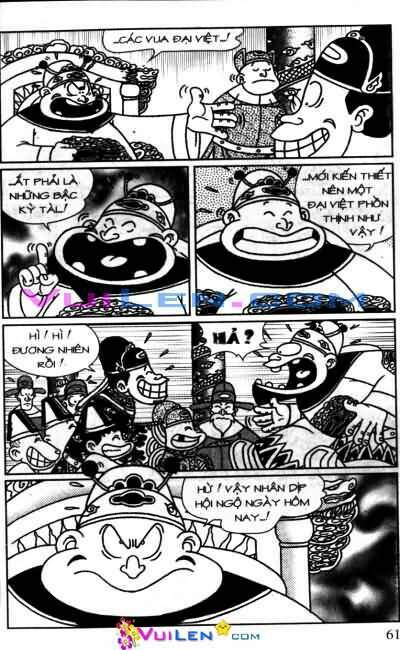 ..CÁC VUA ĐẠI VIỆT..!
..ẮT PHẢI LÀ
NHỮNG BẬC
KỲ TÀI..!
..MỚI KIẾN THIẾT
NÊN MỘT
ĐẠI VIỆT PHỒN
THỊNH NHƯ
VẬY!
VUILEN.COM
HÌ! HÌ!
ĐƯƠNG NHIÊN
RỒI!
HẢ?
HỪ! VẬY NHÂN DỊP
HỘI NGỘ NGÀY HÔM
NAY..!
VUILEN.COM
61